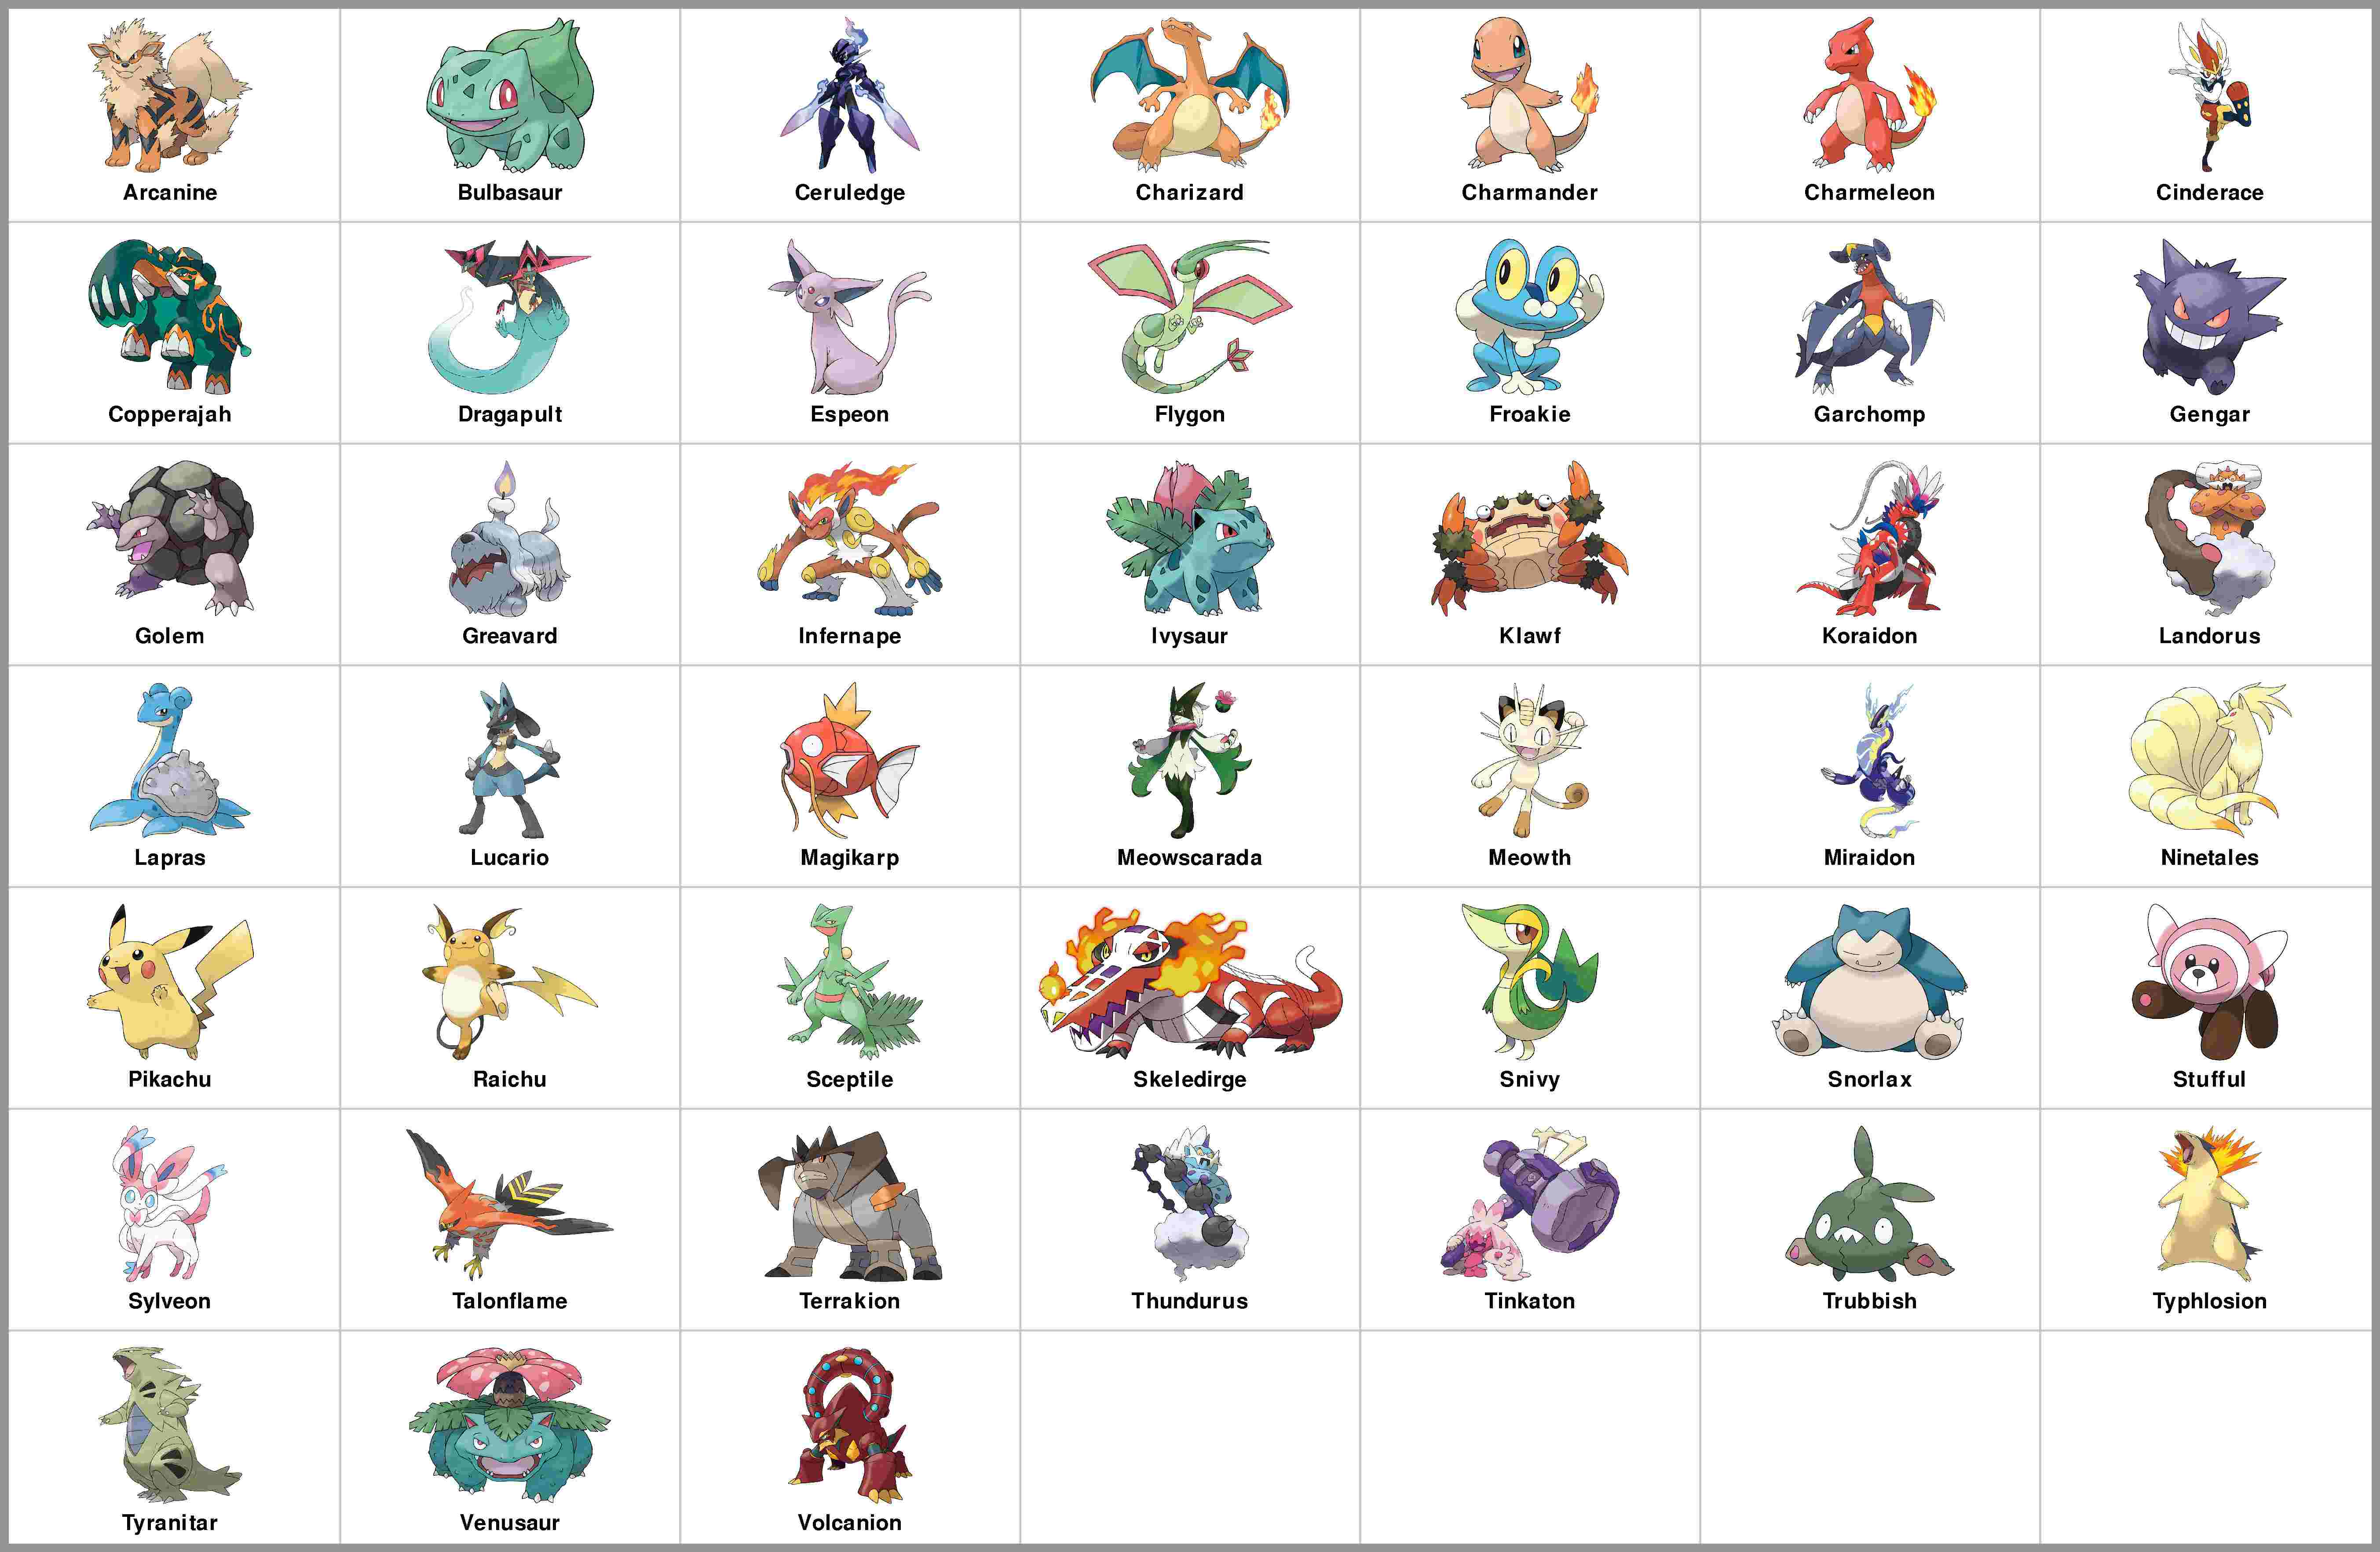 Arcanine
Bulbasaur
Ceruledge
Charizard
Charmander
Charmeleon
Cinderace
Copperajah
Dragapult
Espeon
Flygon
Froakie
Garchomp
Gengar
Golem
Greavard
Infernape
Ivysaur
Klawf
Koraidon
Landorus
Lapras
Lucario
Magikarp
Meowscarada
Meowth
Miraidon
Ninetales
Pikachu
Raichu
Sceptile
Skeledirge
Snivy
Snorlax
Stufful
Sylveon
Talonflame
Terrakion
Thundurus
Tinkaton
Trubbish
Typhlosion
Tyranitar
Venusaur
Volcanion